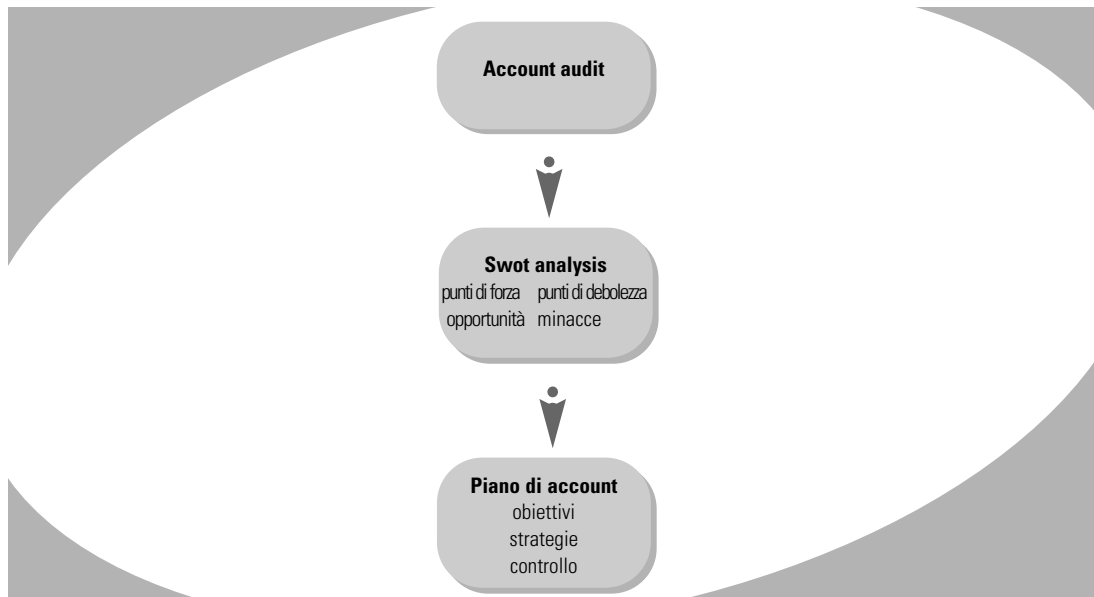 Account audit
Swot analysis
punti di forza punti di debolezza
opportunità minacce
Piano di account
obiettivi
strategie
controllo